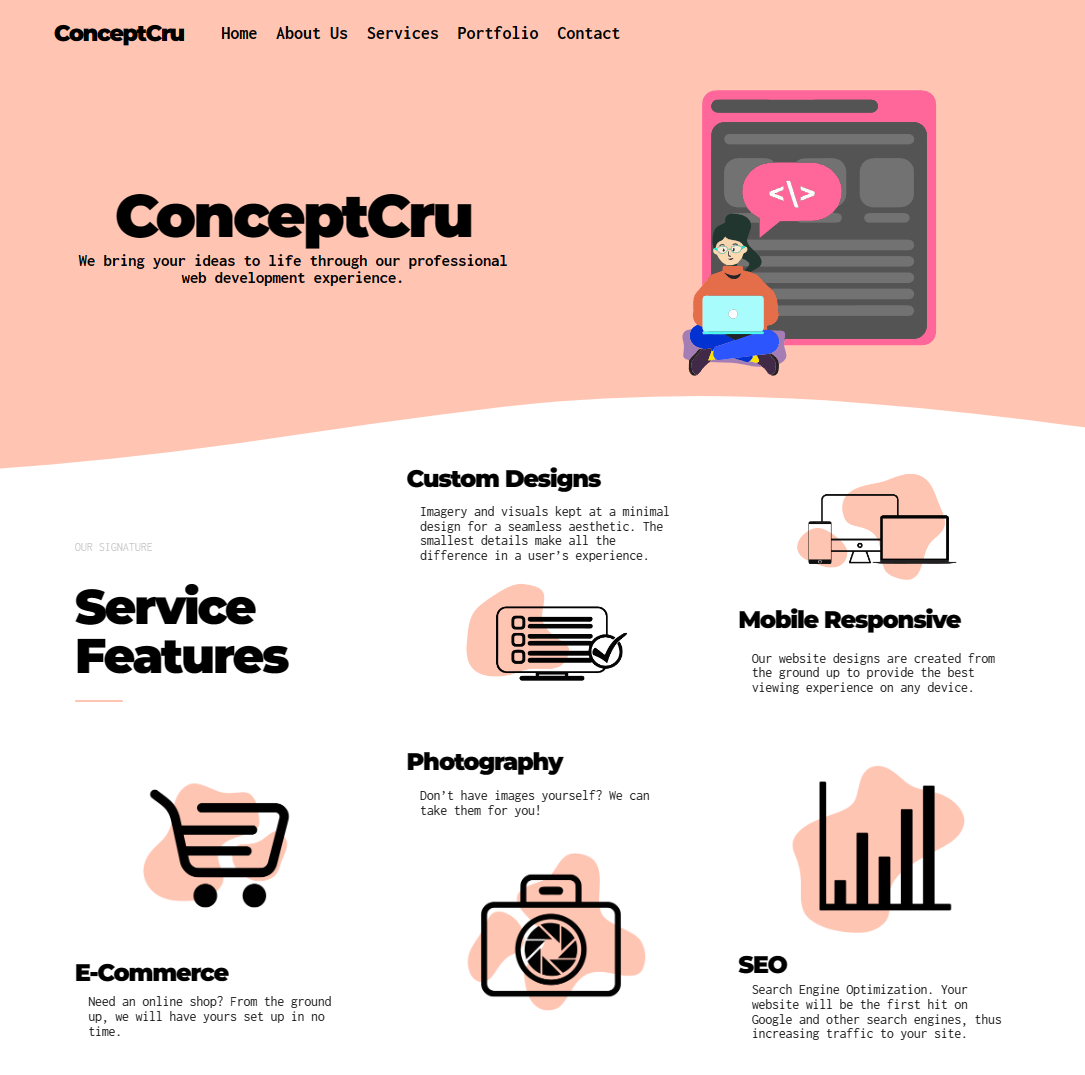 ConceptCru Home About Us Services Portfolio Contact
</>
ConceptCru
We bring your ideas to life through our professional
web development experience.
OUR SIGNATURE
Service
Features
Custom Designs
Imagery and visuals kept at a minimal
design for a seamless aesthetic. The
smallest details make all the
difference in a user’s experience.
Mobile Responsive
Our website designs are created from
the ground up to provide the best
viewing experience on any device.
E-Commerce
Need an online shop? From the ground
up, we will have yours set up in no
time.
Photography
Don’t have images yourself? We can
take them for you!
SEO
Search Engine Optimization. Your
website will be the first hit on
Google and other search engines, thus
increasing traffic to your site.